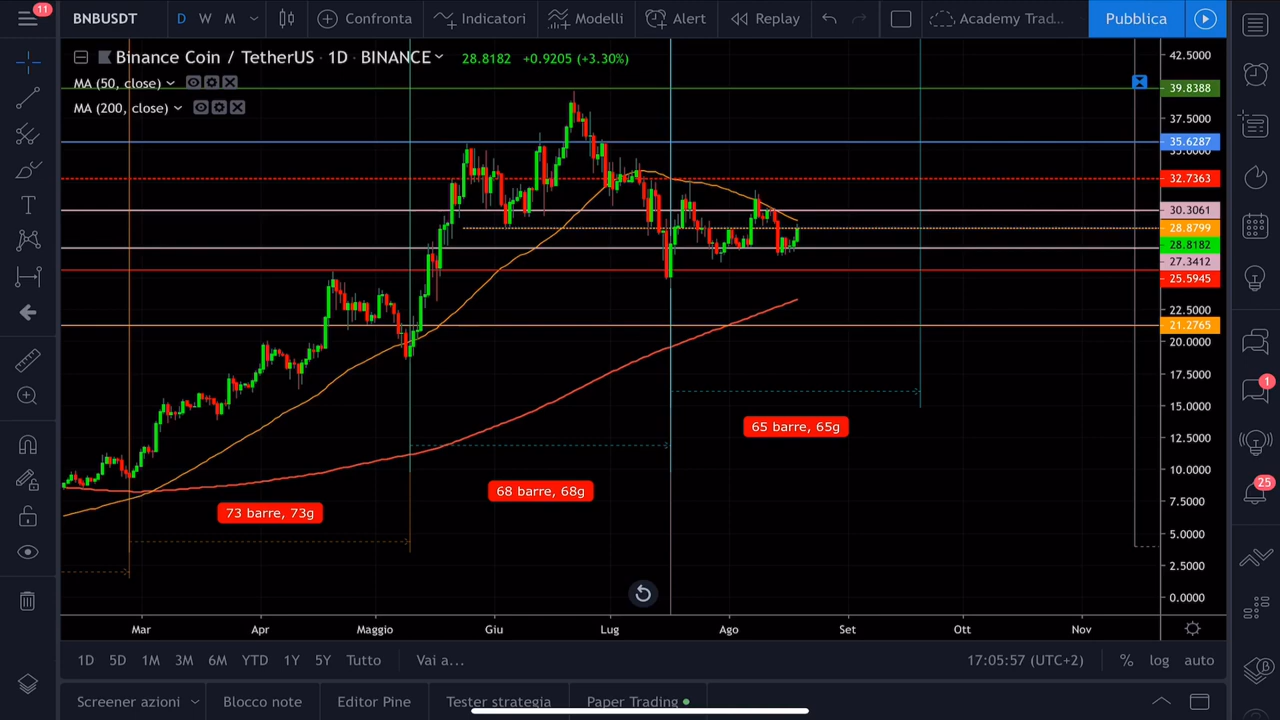 11
BNBUSDT
D W M
Confronta
Indicatori
Modelli
Alert
Replay
Academy Trad...
Pubblica
Binance Coin / TetherUS · 1D · BINANCE
28.8182 +0.9205 (+3.30%)
MA (50, close)
MA (200, close)
42.5000
39.8388
37.5000
35.6287
35.0000
32.7363
30.3061
28.8799
28.8182
27.3412
25.5945
22.5000
21.2765
20.0000
17.5000
15.0000
12.5000
10.0000
7.5000
5.0000
2.5000
0.0000
65 barre, 65g
68 barre, 68g
73 barre, 73g
1
25
Mar Apr Maggio Giu Lug Ago Set Ott Nov
1D 5D 1M 3M 6M YTD 1Y 5Y Tutto Vai a...
17:05:57 (UTC+2) % log auto
Screener azioni Blocco note Editor Pine Tester strategia Paper Trading